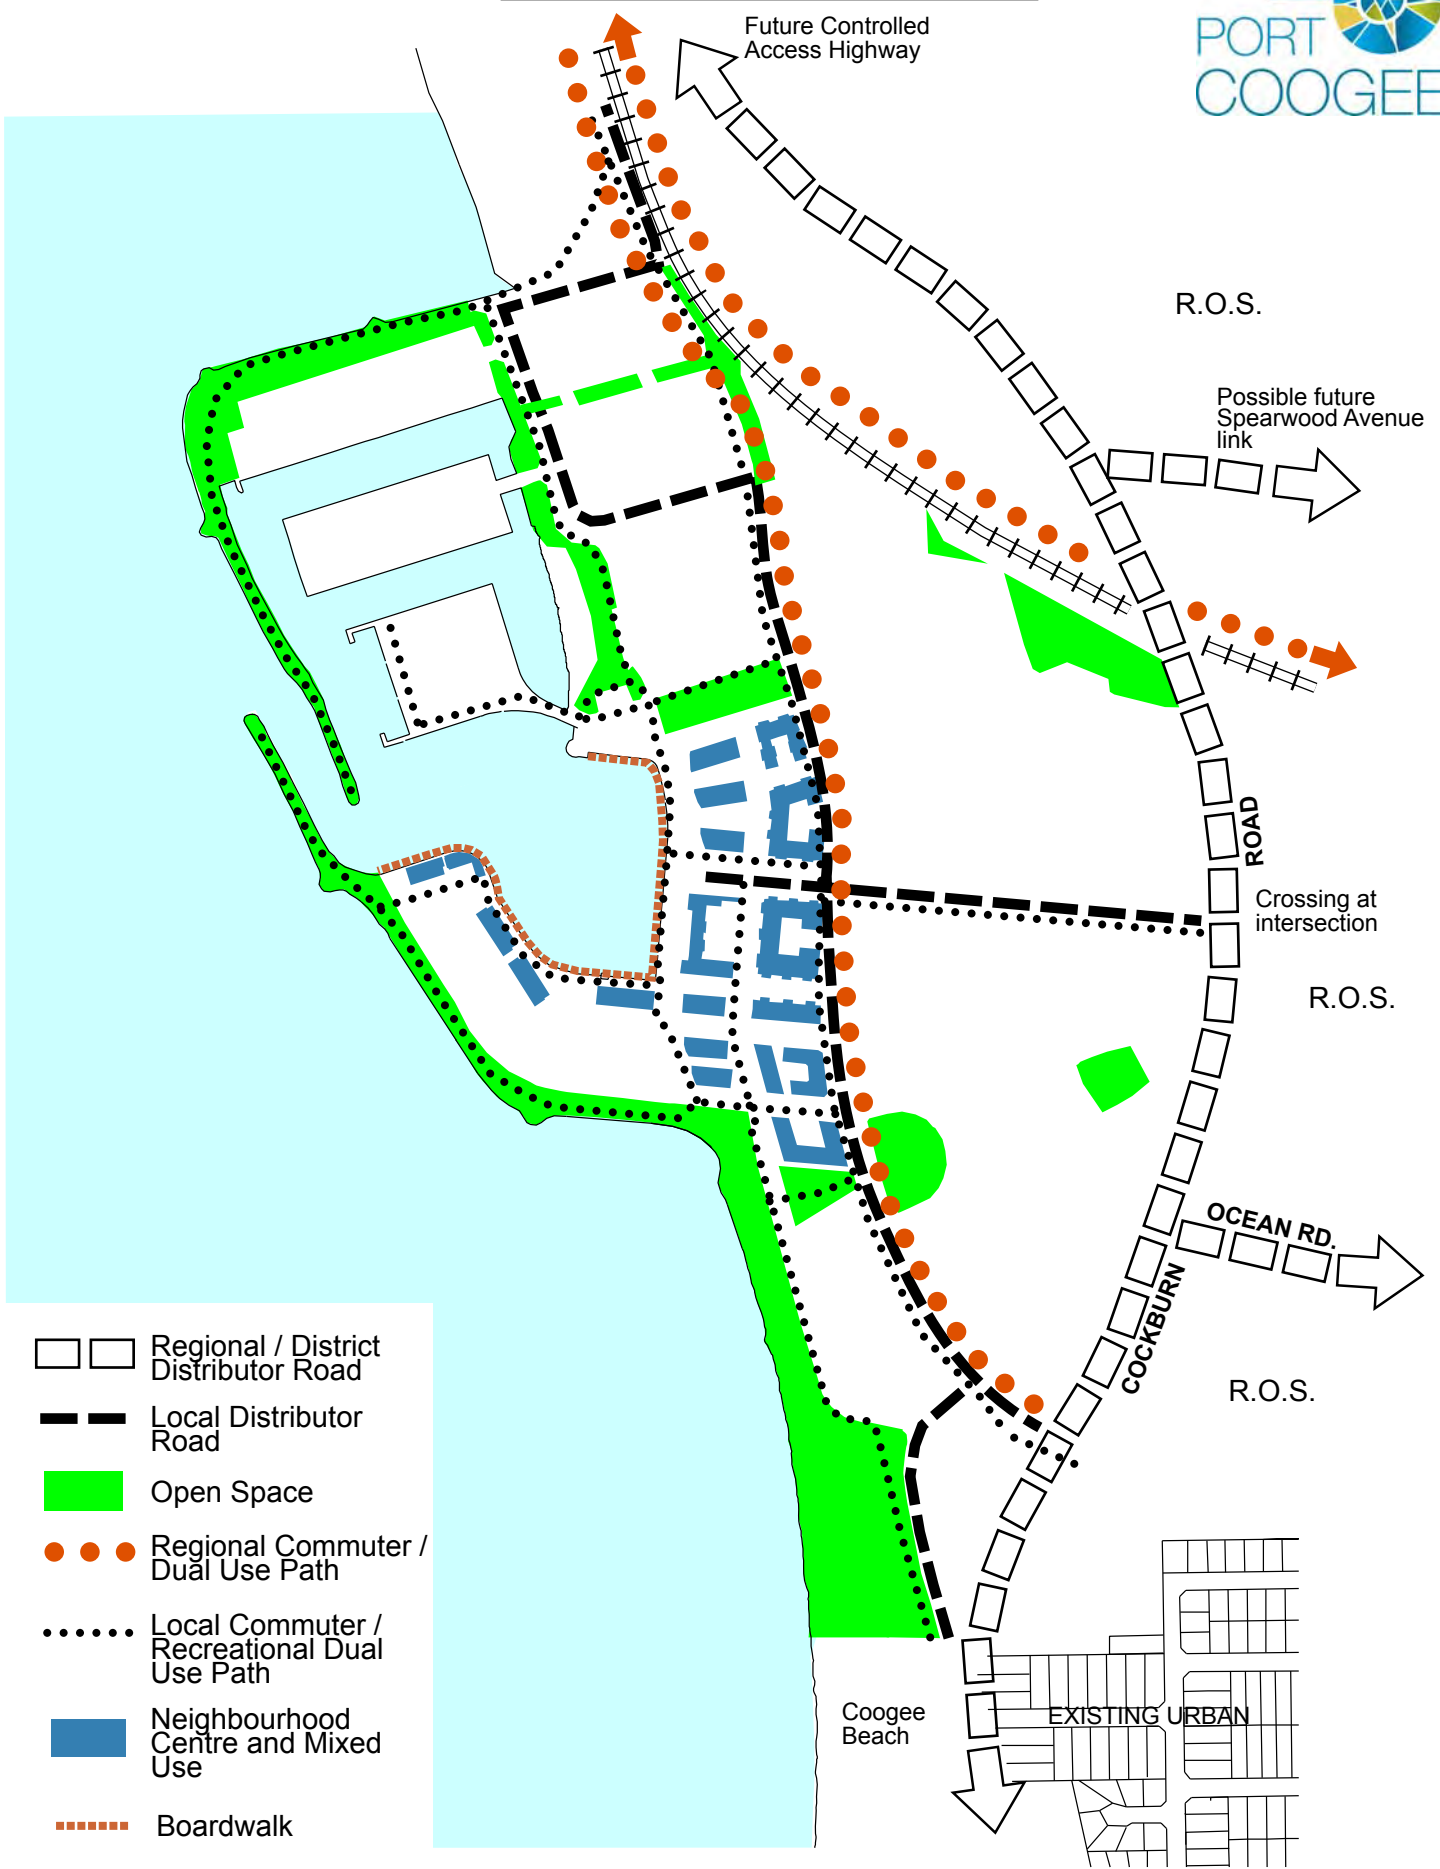 Future Controlled
Access Highway
PORT
COOGEE
R.O.S.
Possible future
Spearwood Avenue
link
ROAD
Crossing at
intersection
R.O.S.
OCEAN RD.
COCKBURN
R.O.S.
Regional / District
Distributor Road
Local Distributor
Road
Open Space
Regional Commuter /
Dual Use Path
Local Commuter /
Recreational Dual
Use Path
Neighbourhood
Centre and Mixed
Use
Boardwalk
Coogee
Beach
EXISTING URBAN